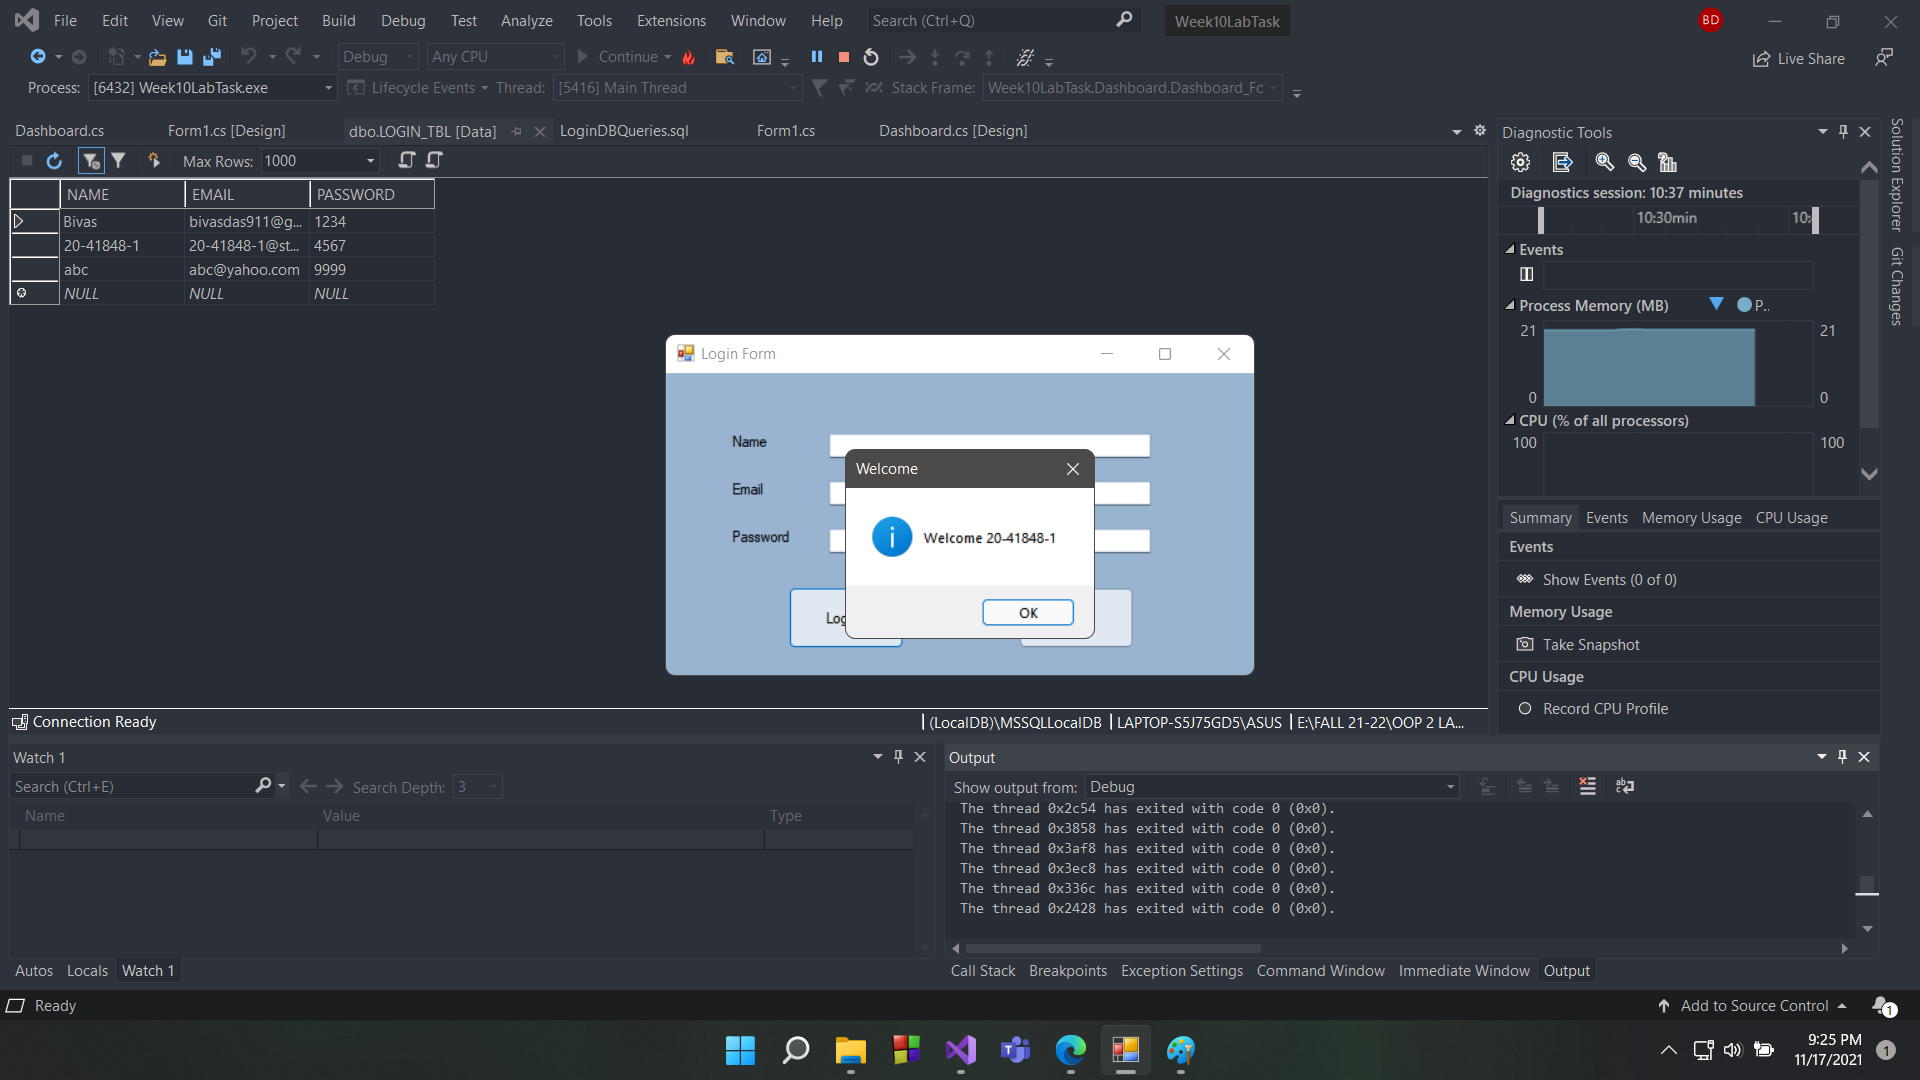 File Edit View Git Project Build Debug Test Analyze Tools Extensions Window Help Search (Ctrl+Q) Week10LabTask BD
Debug Any CPU Continue Live Share
Process: [6432] Week10LabTask.exe Lifecycle Events Thread: [5416] Main Thread Stack Frame: Week10LabTask.Dashboard.Dashboard_Fc
Dashboard.cs Form1.cs [Design] dbo.LOGIN_TBL [Data] LoginDBQueries.sql Form1.cs Dashboard.cs [Design]
Max Rows: 1000
NAME EMAIL PASSWORD
Bivas bivasdas911@g... 1234
20-41848-1 20-41848-1@st... 4567
abc abc@yahoo.com 9999
NULL NULL NULL
Login Form
Name
Email
Password
Log
Welcome
Welcome 20-41848-1
OK
Connection Ready (LocalDB)\MSSQLLocalDB LAPTOP-S5J75GD5\ASUS E:\FALL 21-22\OOP 2 LA...
Diagnostic Tools
Diagnostics session: 10:37 minutes
10:30min 10:
Events
Process Memory (MB) P..
21 21
0 0
CPU (% of all processors)
100 100
Summary Events Memory Usage CPU Usage
Events
Show Events (0 of 0)
Memory Usage
Take Snapshot
CPU Usage
Record CPU Profile
Solution Explorer
Git Changes
Watch 1
Search (Ctrl+E) Search Depth: 3
Name Value Type
Autos Locals Watch 1
Output
Show output from: Debug
The thread 0x2c54 has exited with code 0 (0x0).
The thread 0x3858 has exited with code 0 (0x0).
The thread 0x3af8 has exited with code 0 (0x0).
The thread 0x3ec8 has exited with code 0 (0x0).
The thread 0x336c has exited with code 0 (0x0).
The thread 0x2428 has exited with code 0 (0x0).
Call Stack Breakpoints Exception Settings Command Window Immediate Window Output
Ready Add to Source Control 1
9:25 PM
11/17/2021 1